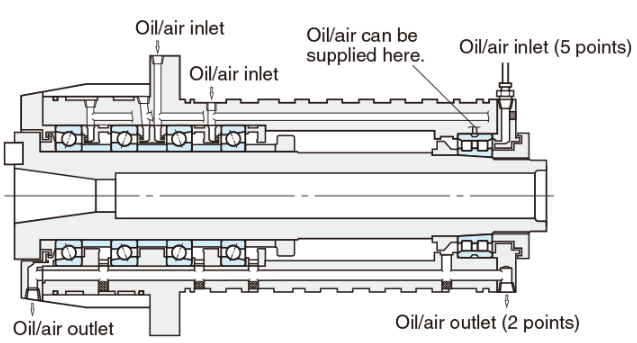 Oil/air inlet
Oil/air inlet
Oil/air can be
supplied here.
Oil/air inlet (5 points)
Oil/air outlet
Oil/air outlet (2 points)